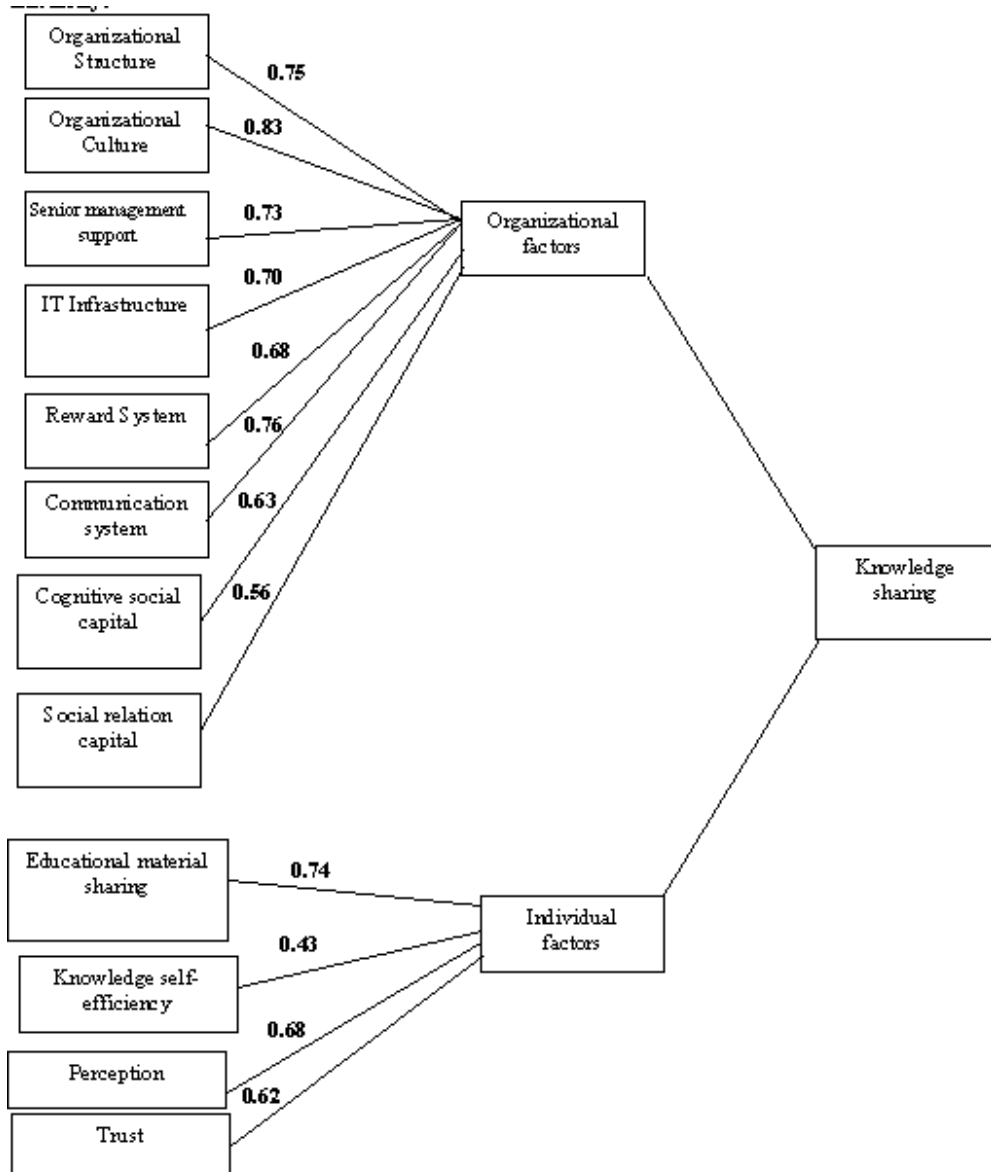 Organizational
Structure
0.75
Organizational
Culture
0.83
Senior management
support
0.73
IT Infrastructure
0.70
Reward System
0.68
Communication
system
0.76
Cognitive social
capital
0.63
Social relation
capital
0.56
Organizational
factors
Knowledge
sharing
Educational material
sharing
0.74
Knowledge self-
efficiency
0.43
Perception
0.68
Trust
0.62
Individual
factors